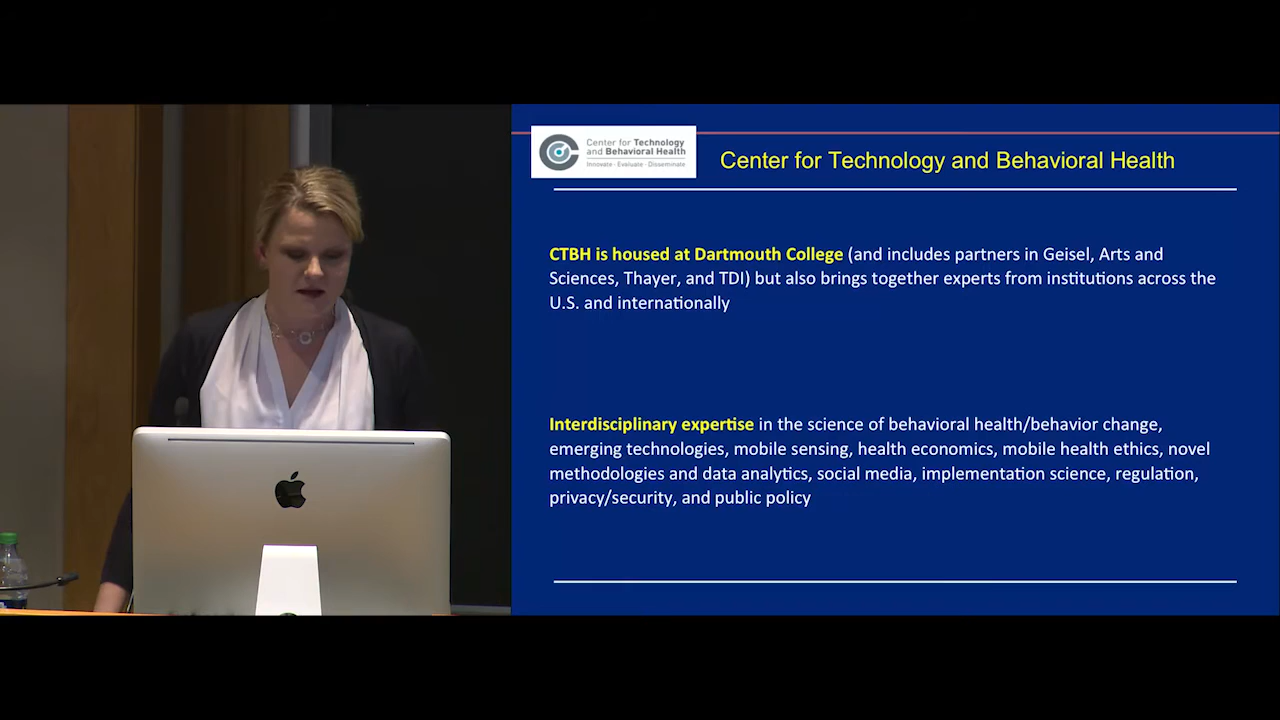 Center for Technology
and Behavioral Health
Innovate · Evaluate · Disseminate
Center for Technology and Behavioral Health
CTBH is housed at Dartmouth College (and includes partners in Geisel, Arts and
Sciences, Thayer, and TDI) but also brings together experts from institutions across the
U.S. and internationally
Interdisciplinary expertise in the science of behavioral health/behavior change,
emerging technologies, mobile sensing, health economics, mobile health ethics, novel
methodologies and data analytics, social media, implementation science, regulation,
privacy/security, and public policy